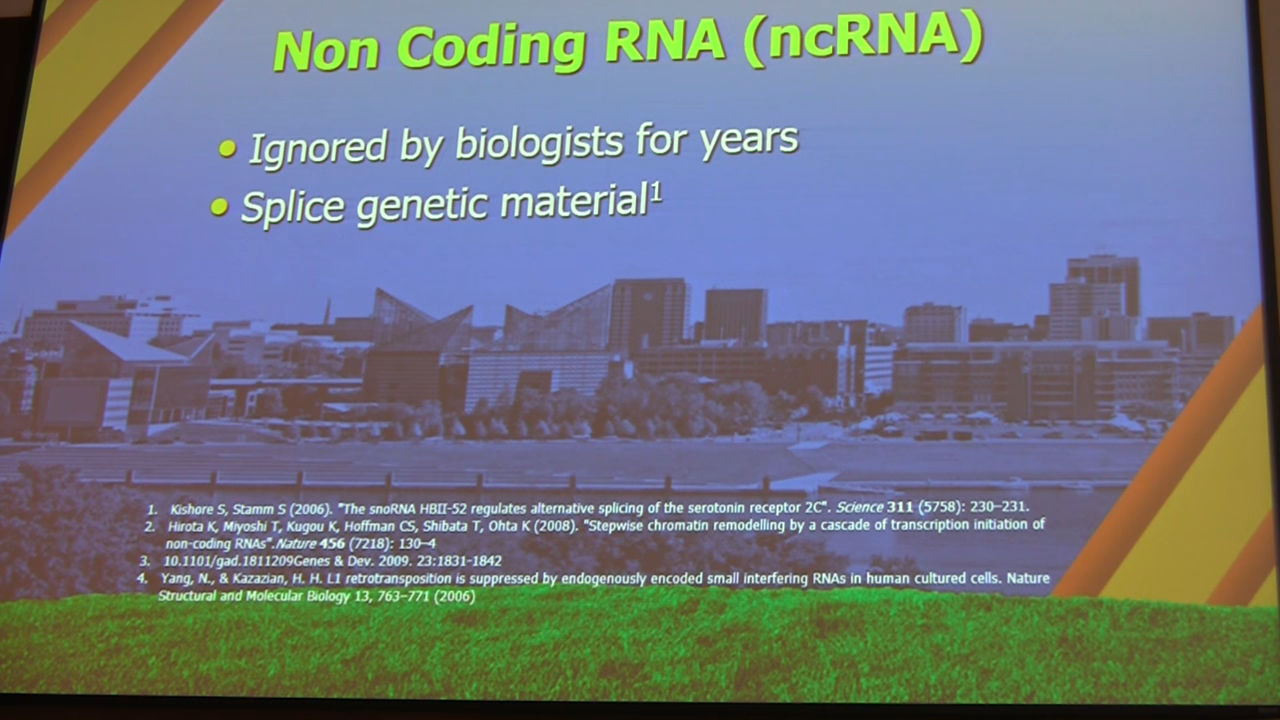 Non Coding RNA (ncRNA)
• Ignored by biologists for years
• Splice genetic material1
1. Kishore S, Stamm S (2006). "The snoRNA HBII-52 regulates alternative splicing of the serotonin receptor 2C". Science 311 (5758): 230–231.
2. Hirota K, Miyoshi T, Kugou K, Hoffman CS, Shibata T, Ohta K (2008). "Stepwise chromatin remodelling by a cascade of transcription initiation of
non-coding RNAs".Nature 456 (7218): 130–4
3. 10.1101/gad.1811209Genes & Dev. 2009. 23:1831-1842
4. Yang, N., & Kazazian, H. H. L1 retrotransposition is suppressed by endogenously encoded small interfering RNAs in human cultured cells. Nature
Structural and Molecular Biology 13, 763–771 (2006)